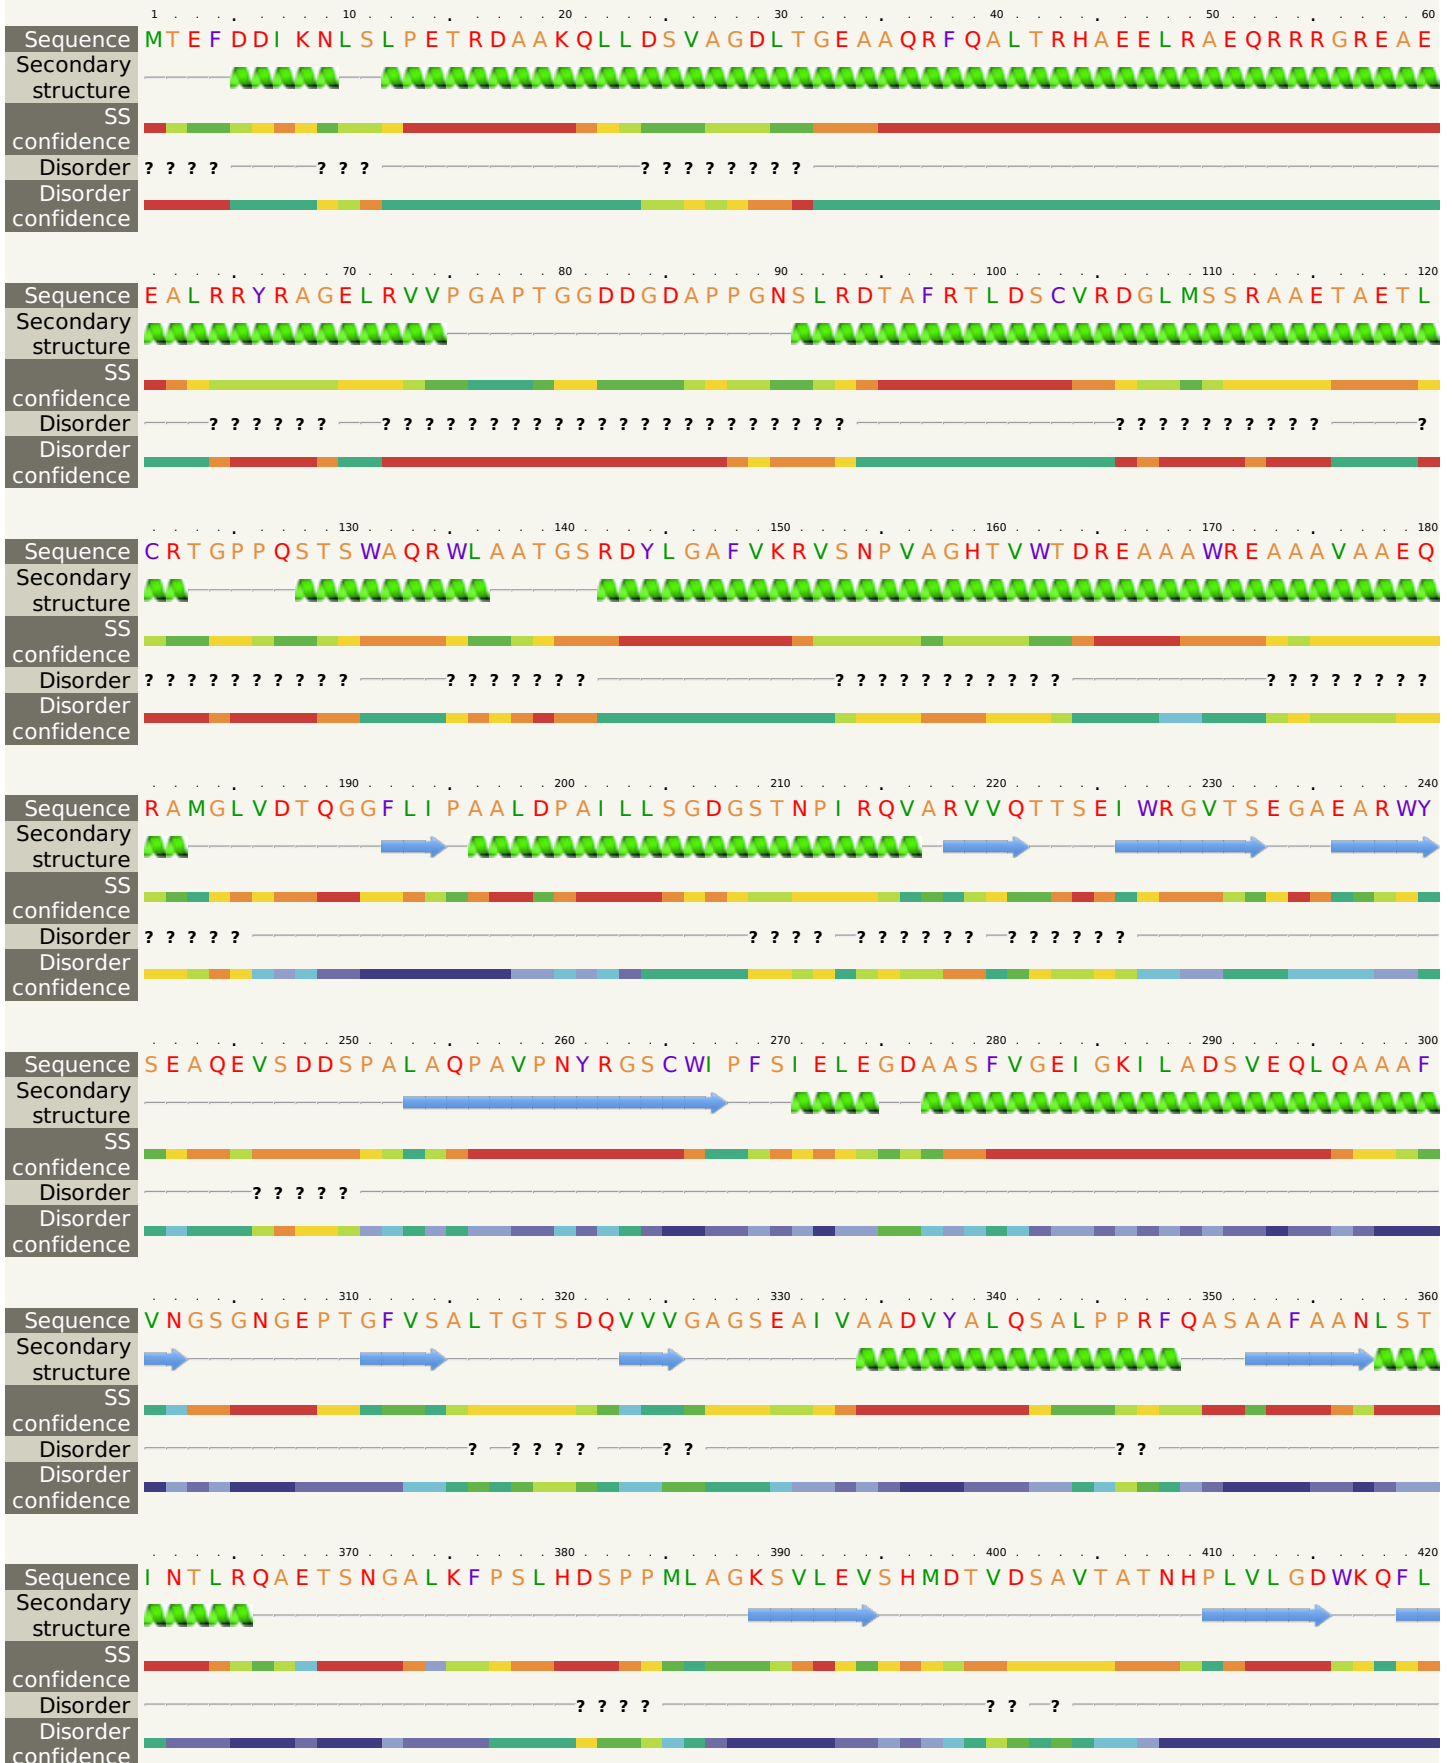 1 . . . . 10 . . . . 20 . . . . 30 . . . . 40 . . . . 50 . . . . 60
Sequence MTEFDDIKNLSLPETRDAAKQLLDSVAGDLTGEAAQRFQALTRHAEELRAEQRRRGREAE
Secondary
structure
SS
confidence
Disorder ???? ??? ????????
Disorder
confidence
70 . . . . 80 . . . . 90 . . . . 100 . . . . 110 . . . . 120
Sequence EALRRYRAGELRVVPGAPTGGDDGDAPPGNSLRDTAFRTLDSCVRDGLMSSRAAETAETL
Secondary
structure
SS
confidence
Disorder ?????? ?????????????????????? ?????????? ?
Disorder
confidence
130 . . . . 140 . . . . 150 . . . . 160 . . . . 170 . . . . 180
Sequence CRTGPPQSTSWAQRWLAATGSRDYLGAFVKRVSNPVAGHTVWTDREAAAWREAAAVAAEQ
Secondary
structure
SS
confidence
Disorder ?????????? ??????? ??????????? ????????
Disorder
confidence
190 . . . . 200 . . . . 210 . . . . 220 . . . . 230 . . . . 240
Sequence RAMGLVDTQGGFLIPAALDPAILLSGDGSTNPIRQVARVVQTTSEIWRGVTSEGAEARWY
Secondary
structure
SS
confidence
Disorder ????? ???? ?????? ??????
Disorder
confidence
250 . . . . 260 . . . . 270 . . . . 280 . . . . 290 . . . . 300
Sequence SEAQEVSDDSPALAQPAVPNYRGSCWIPFSIELEGDAASFVGEIGKILADSVEQLQAAAF
Secondary
structure
SS
confidence
Disorder ?????
Disorder
confidence
310 . . . . 320 . . . . 330 . . . . 340 . . . . 350 . . . . 360
Sequence VNGSGNGEPTGFVSALTGTSDQVVVGAGSEAIVAADVYALQSALPPRFQASAAFAANLST
Secondary
structure
SS
confidence
Disorder ? ???? ?? ??
Disorder
confidence
370 . . . . 380 . . . . 390 . . . . 400 . . . . 410 . . . . 420
Sequence INTLRQAETSNGALKFPSLHDSPPMLAGKSVLEVSHMDTVDSAVTATNHPLVLGDWKQFL
Secondary
structure
SS
confidence
Disorder ???? ?? ?
Disorder
confidence